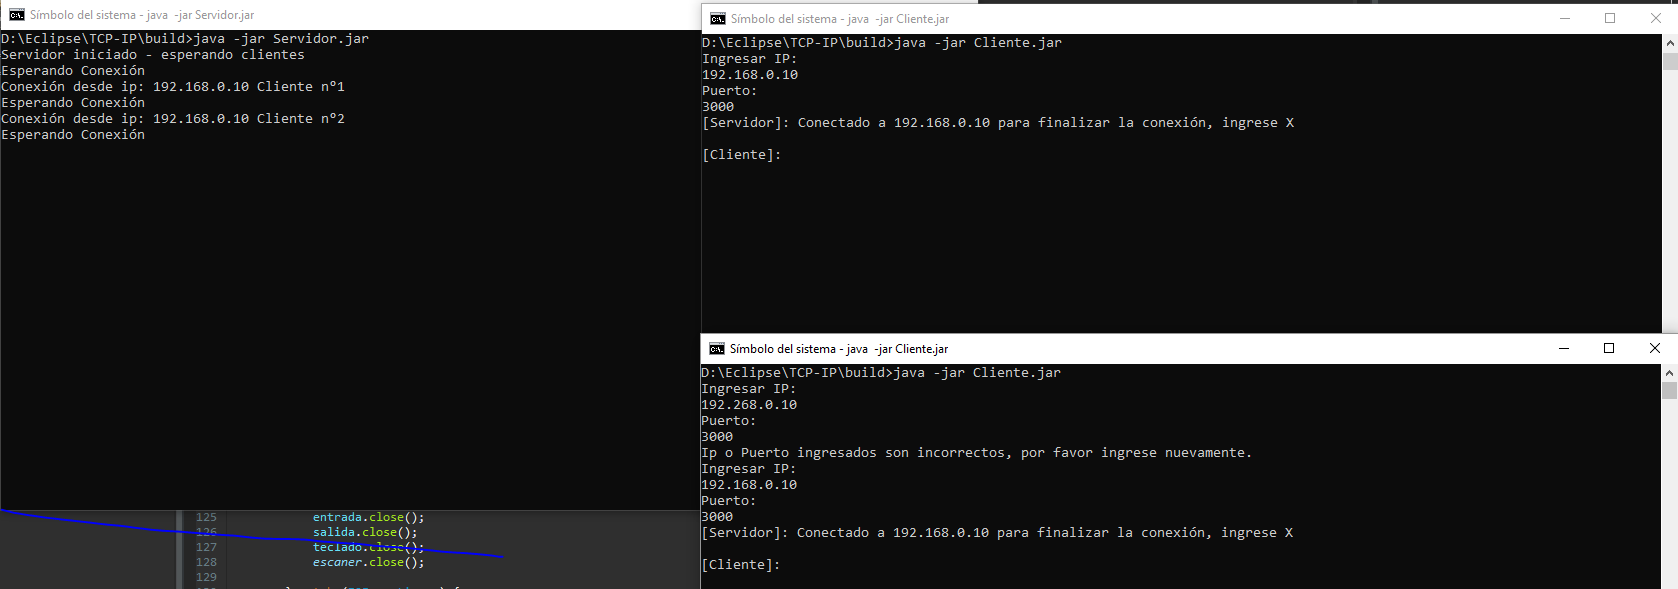 Símbolo del sistema - java  -jar Servidor.jar
D:\Eclipse\TCP-IP\build>java -jar Servidor.jar
Servidor iniciado - esperando clientes
Esperando Conexión
Conexión desde ip: 192.168.0.10 Cliente nº1
Esperando Conexión
Conexión desde ip: 192.168.0.10 Cliente nº2
Esperando Conexión
Símbolo del sistema - java  -jar Cliente.jar
D:\Eclipse\TCP-IP\build>java -jar Cliente.jar
Ingresar IP:
192.168.0.10
Puerto:
3000
[Servidor]: Conectado a 192.168.0.10 para finalizar la conexión, ingrese X
[Cliente]:
Símbolo del sistema - java  -jar Cliente.jar
D:\Eclipse\TCP-IP\build>java -jar Cliente.jar
Ingresar IP:
192.268.0.10
Puerto:
3000
Ip o Puerto ingresados son incorrectos, por favor ingrese nuevamente.
Ingresar IP:
192.168.0.10
Puerto:
3000
[Servidor]: Conectado a 192.168.0.10 para finalizar la conexión, ingrese X
[Cliente]:
125 entrada.close();
126 salida.close();
127 teclado.close();
128 escaner.close();
129